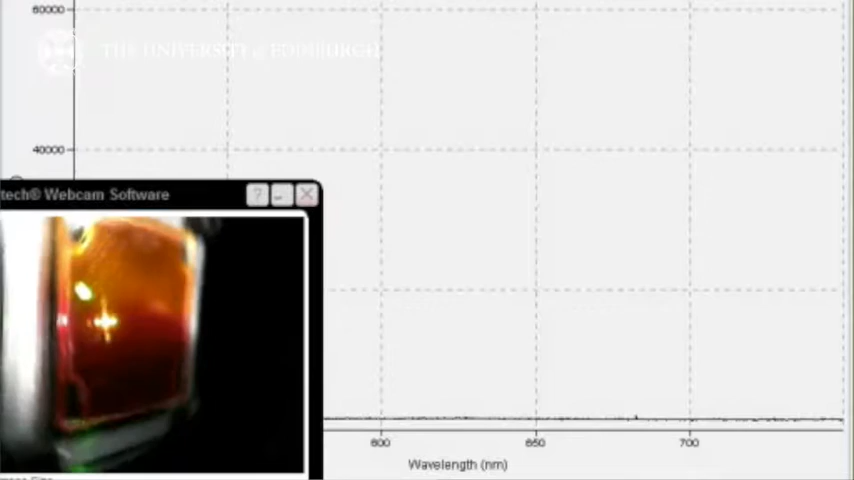 60000
THE UNIVERSITY of EDINBURGH
40000
tech® Webcam Software
600
650
700
Wavelength (nm)